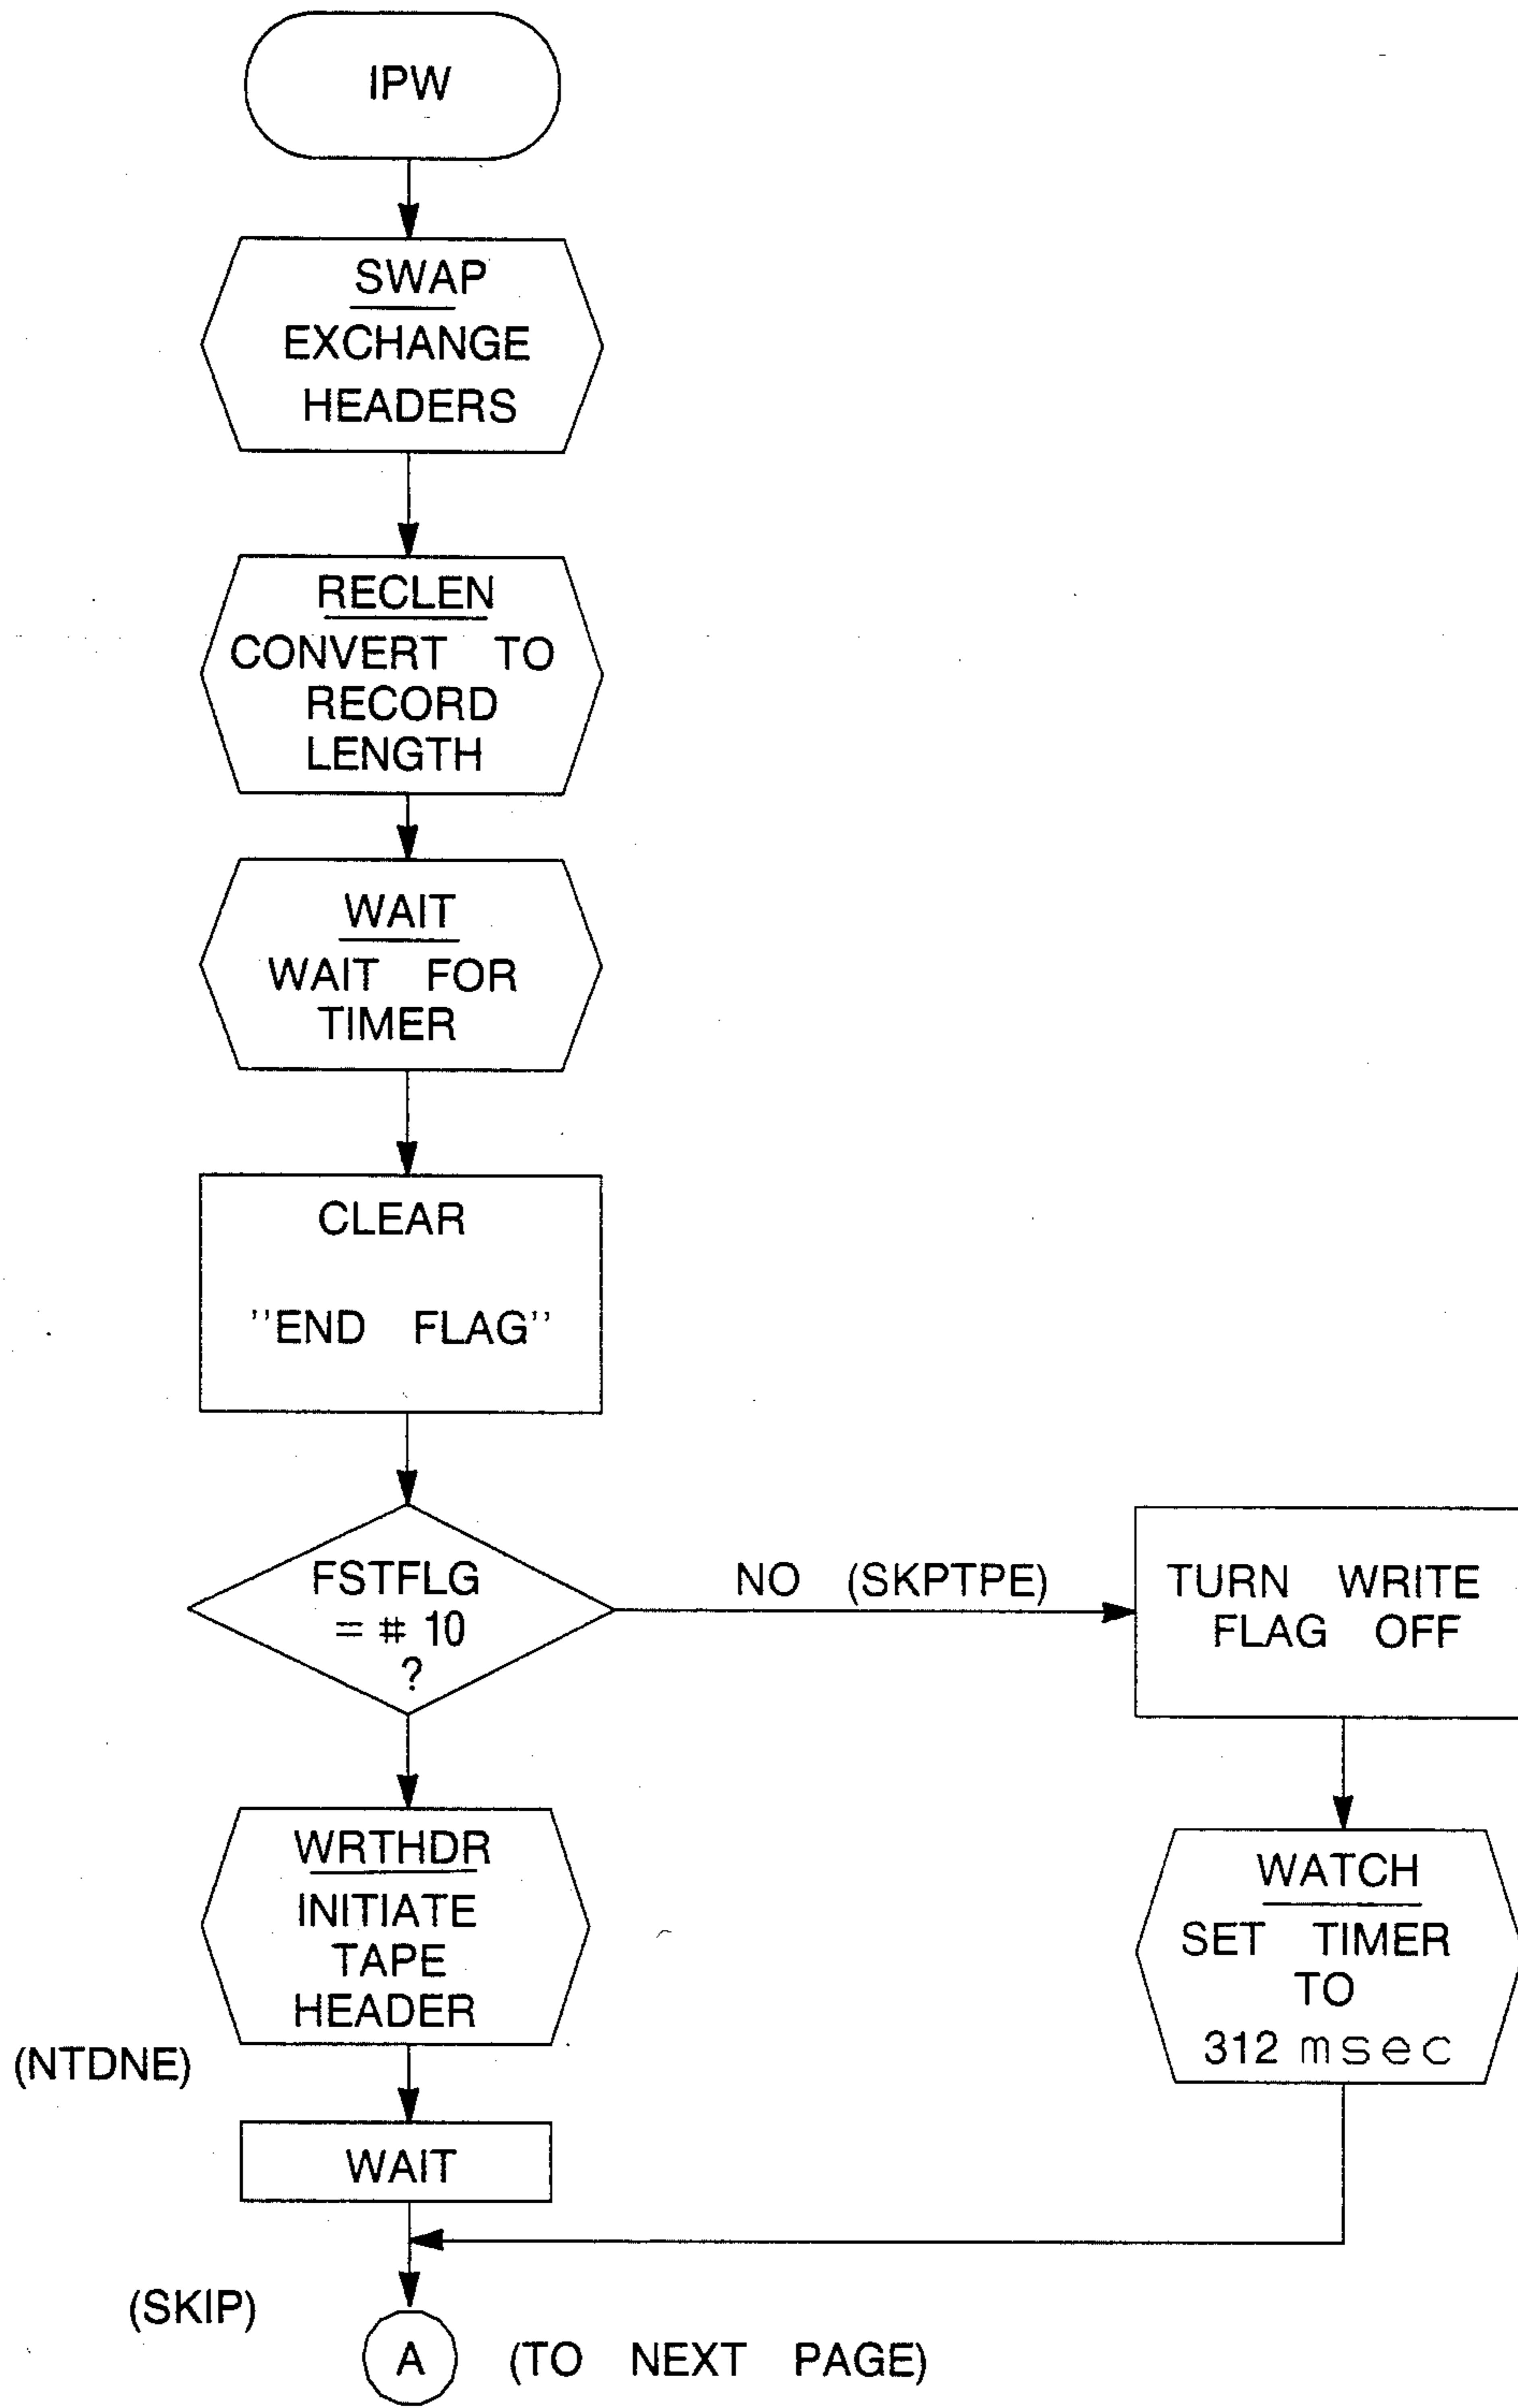 IPW
SWAP
EXCHANGE
HEADERS
RECLEN
CONVERT TO
RECORD
LENGTH
WAIT
WAIT FOR
TIMER
CLEAR
"END FLAG"
FSTFLG
= # 10
?
NO (SKPTPE)
TURN WRITE
FLAG OFF
WRTHDR
INITIATE
TAPE
HEADER
WATCH
SET TIMER
TO
312 msec
(NTDNE)
WAIT
(SKIP)
A (TO NEXT PAGE)